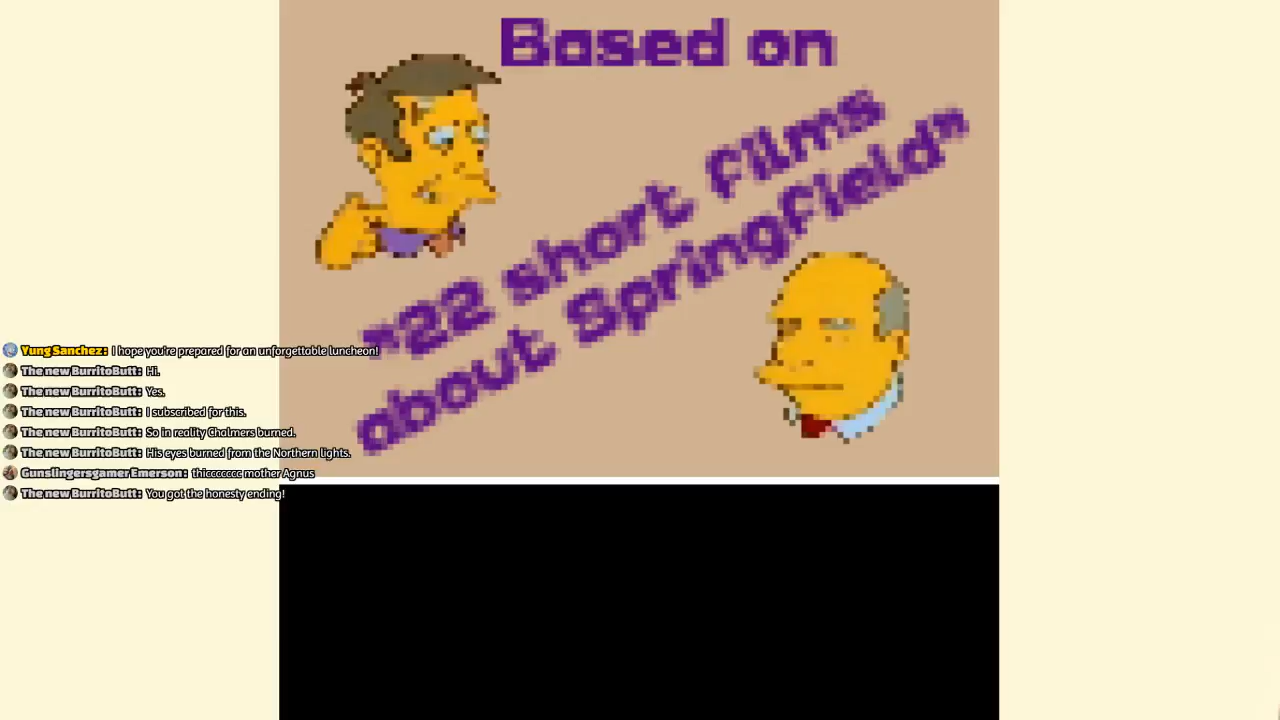 Based on
"22 short films
about Springfield"
YungSanchez: I hope you're prepared for an unforgettable luncheon!
The new BurritoButt: Hi.
The new BurritoButt: Yes.
The new BurritoButt: I subscribed for this.
The new BurritoButt: So in reality Chalmers burned.
The new BurritoButt: His eyes burned from the Northern lights.
Gunslingersgamer Emerson: thiccccccc mother Agnus
The new BurritoButt: You got the honesty ending!